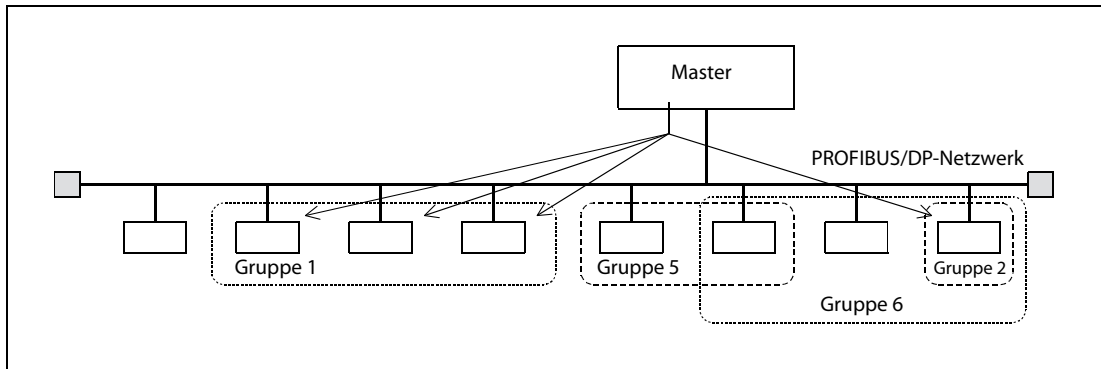 Master
PROFIBUS/DP-Netzwerk
Gruppe 1
Gruppe 5
Gruppe 2
Gruppe 6